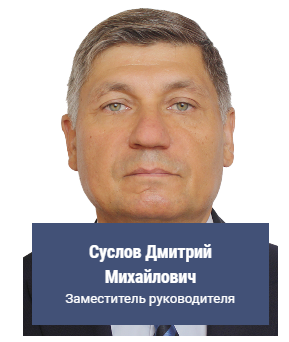 Суслов Дмитрий
Михайлович
Заместитель руководителя